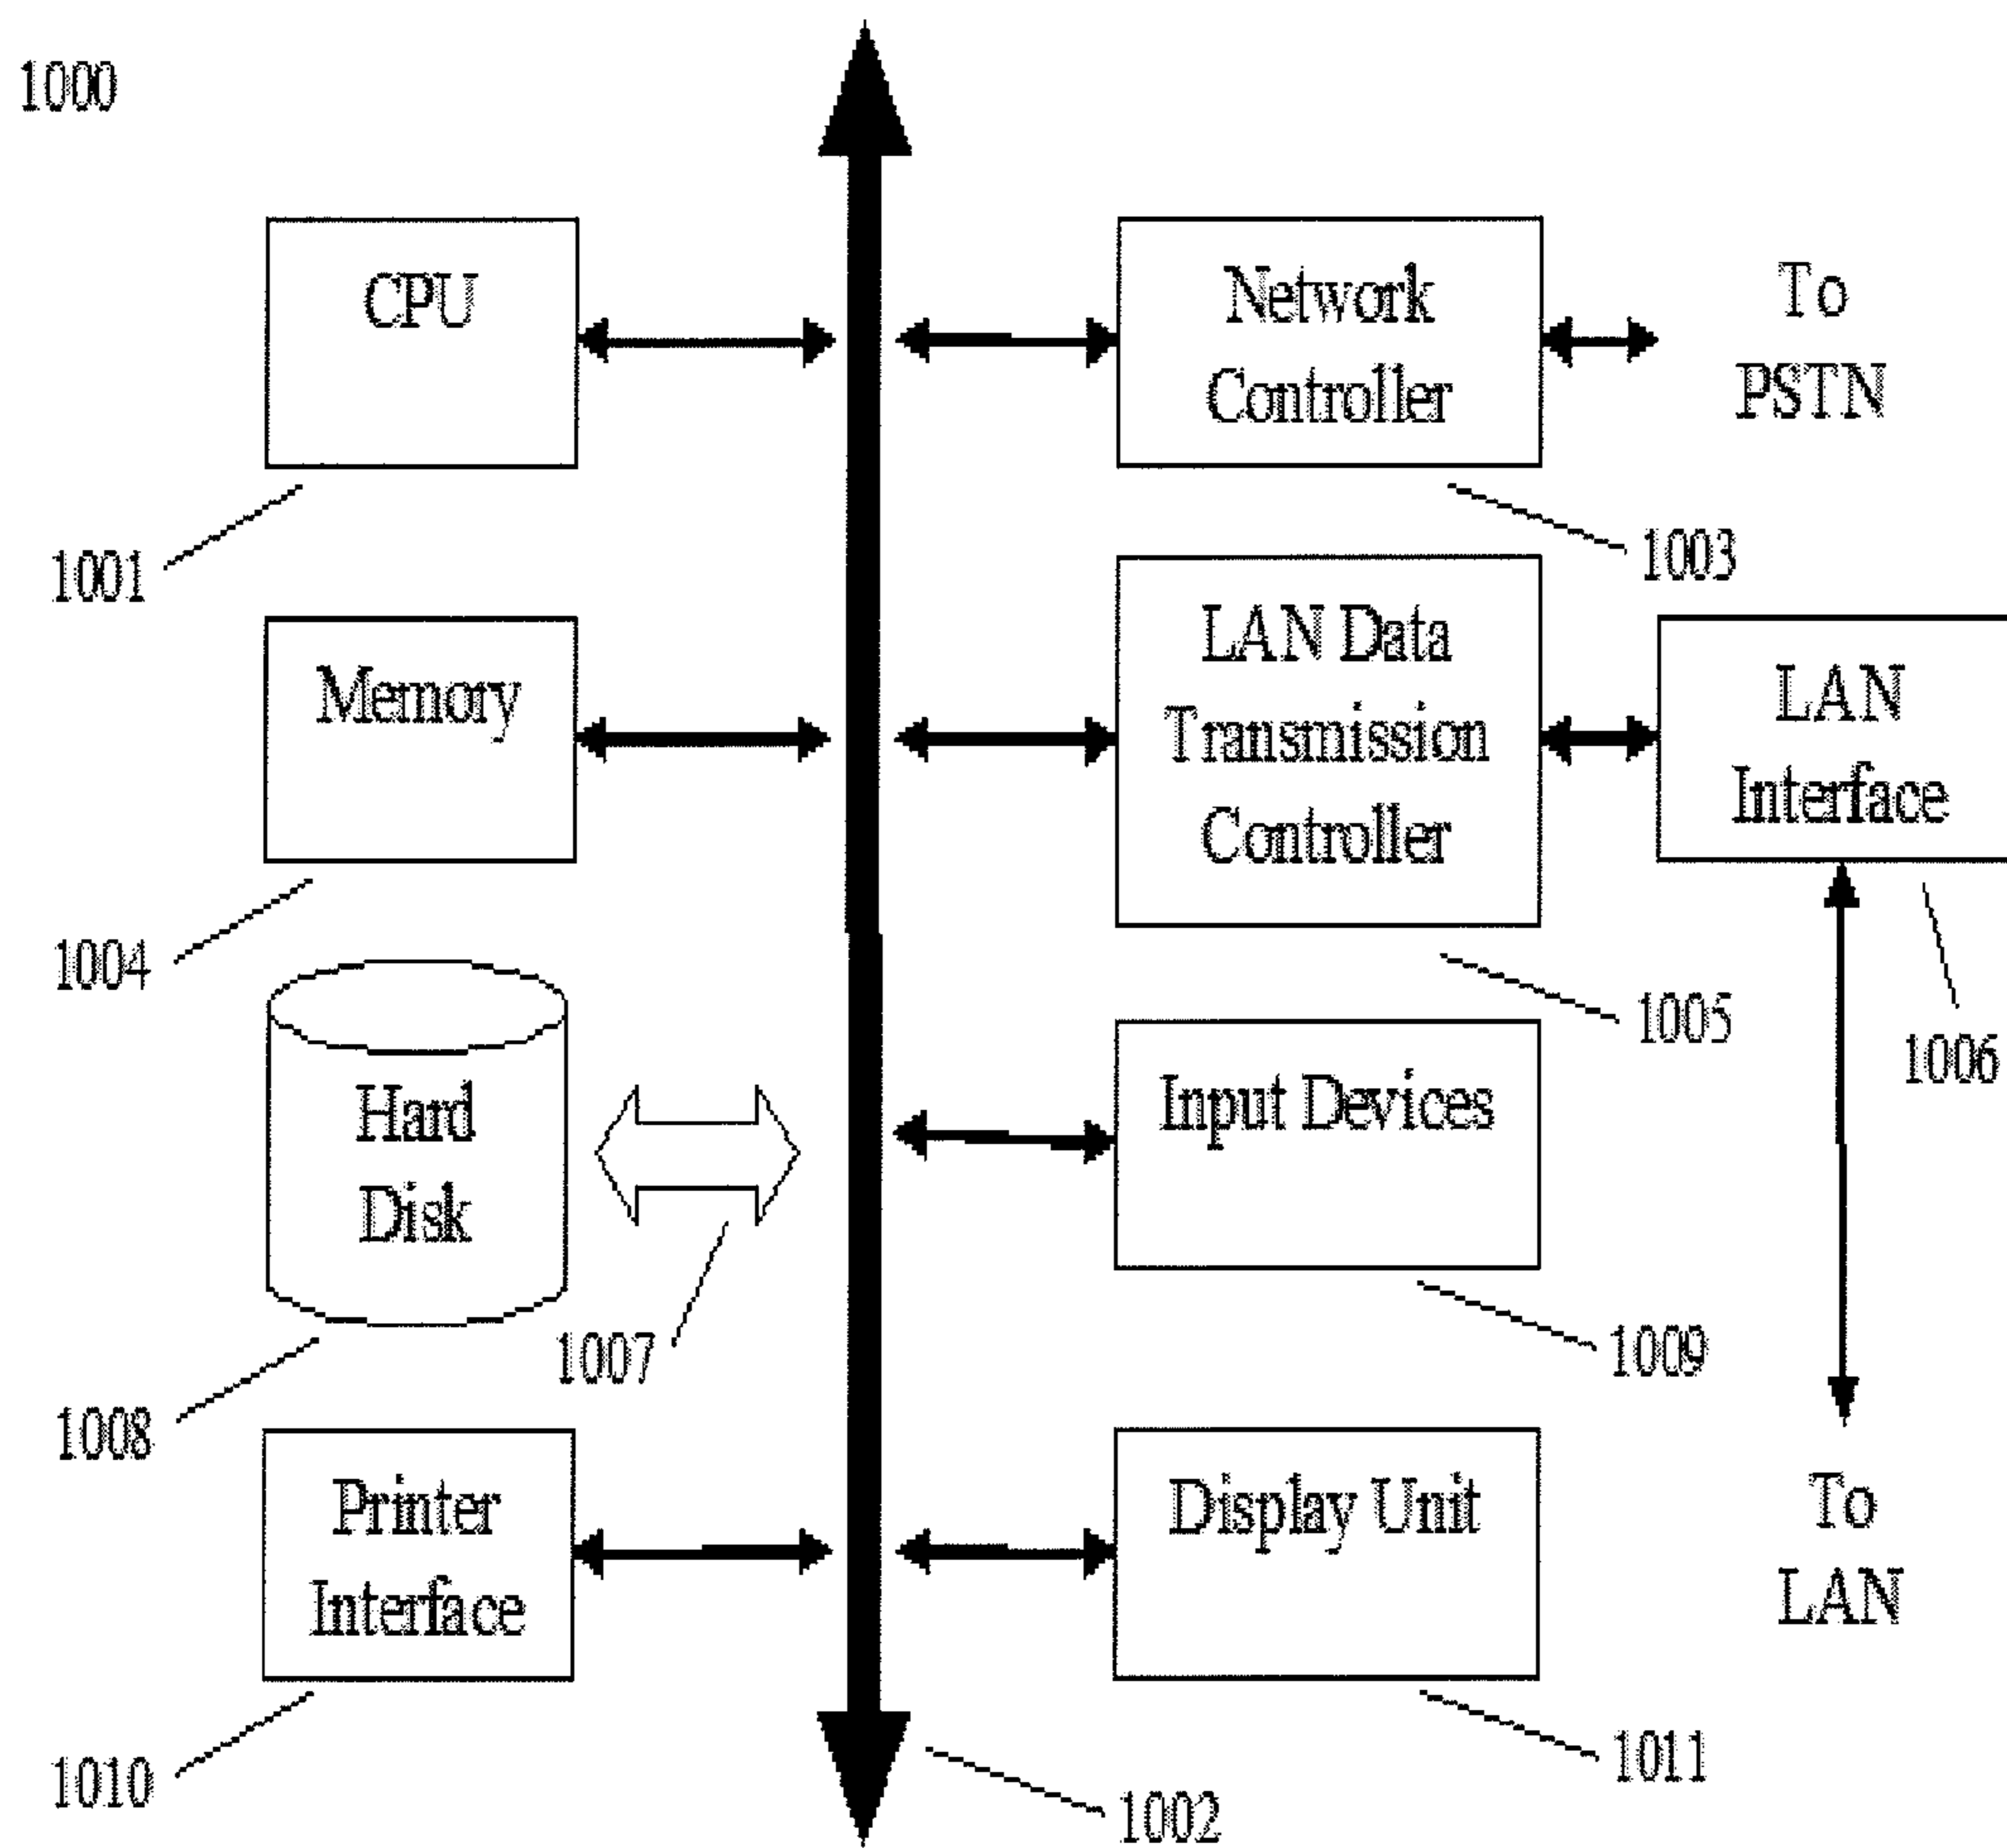 1000
CPU
Network
Controller
To
PSTN
1001
1003
Memory
LAN Data
Transmission
Controller
LAN
Interface
1004
1005
1006
Hard
Disk
Input Devices
1007
1008
1009
Printer
Interface
Display Unit
To
LAN
1010
1002
1011